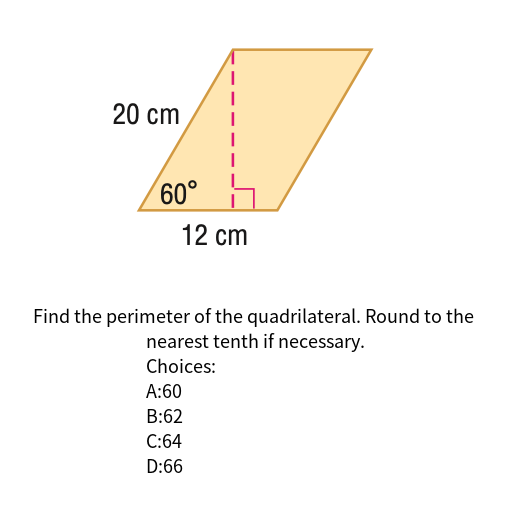 20 cm
60°
12 cm
Find the perimeter of the quadrilateral. Round to the
nearest tenth if necessary.
Choices:
A:60
B:62
C:64
D:66